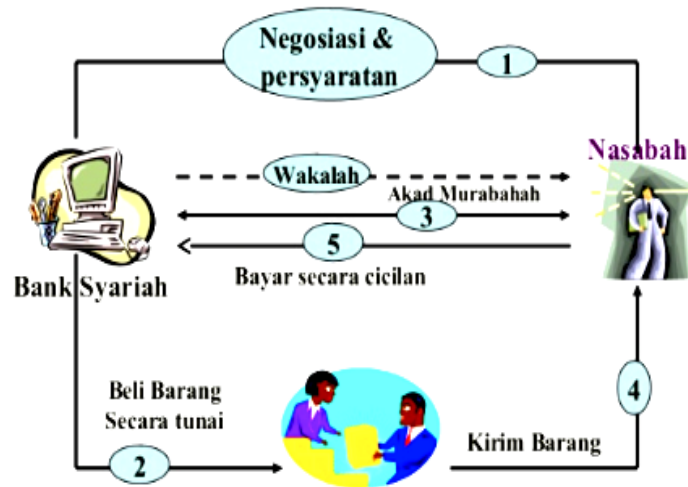 Negosiasi &
persyaratan
1
Nasabah
Wakalah
Akad Murabahah
3
5
Bayar secara cicilan
Bank Syariah
Beli Barang
Secara tunai
2
Kirim Barang
4